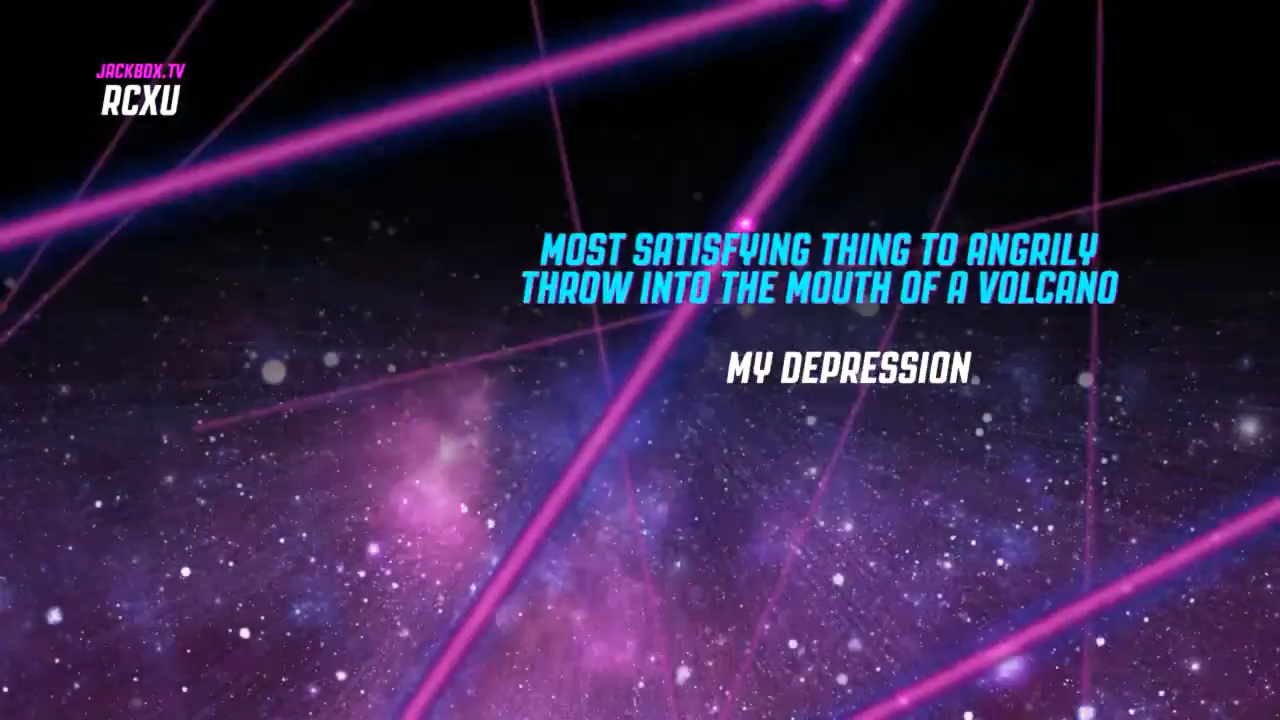 JACKBOX.TV
RCXU
MOST SATISFYING THING TO ANGRILY
THROW INTO THE MOUTH OF A VOLCANO
MY DEPRESSION